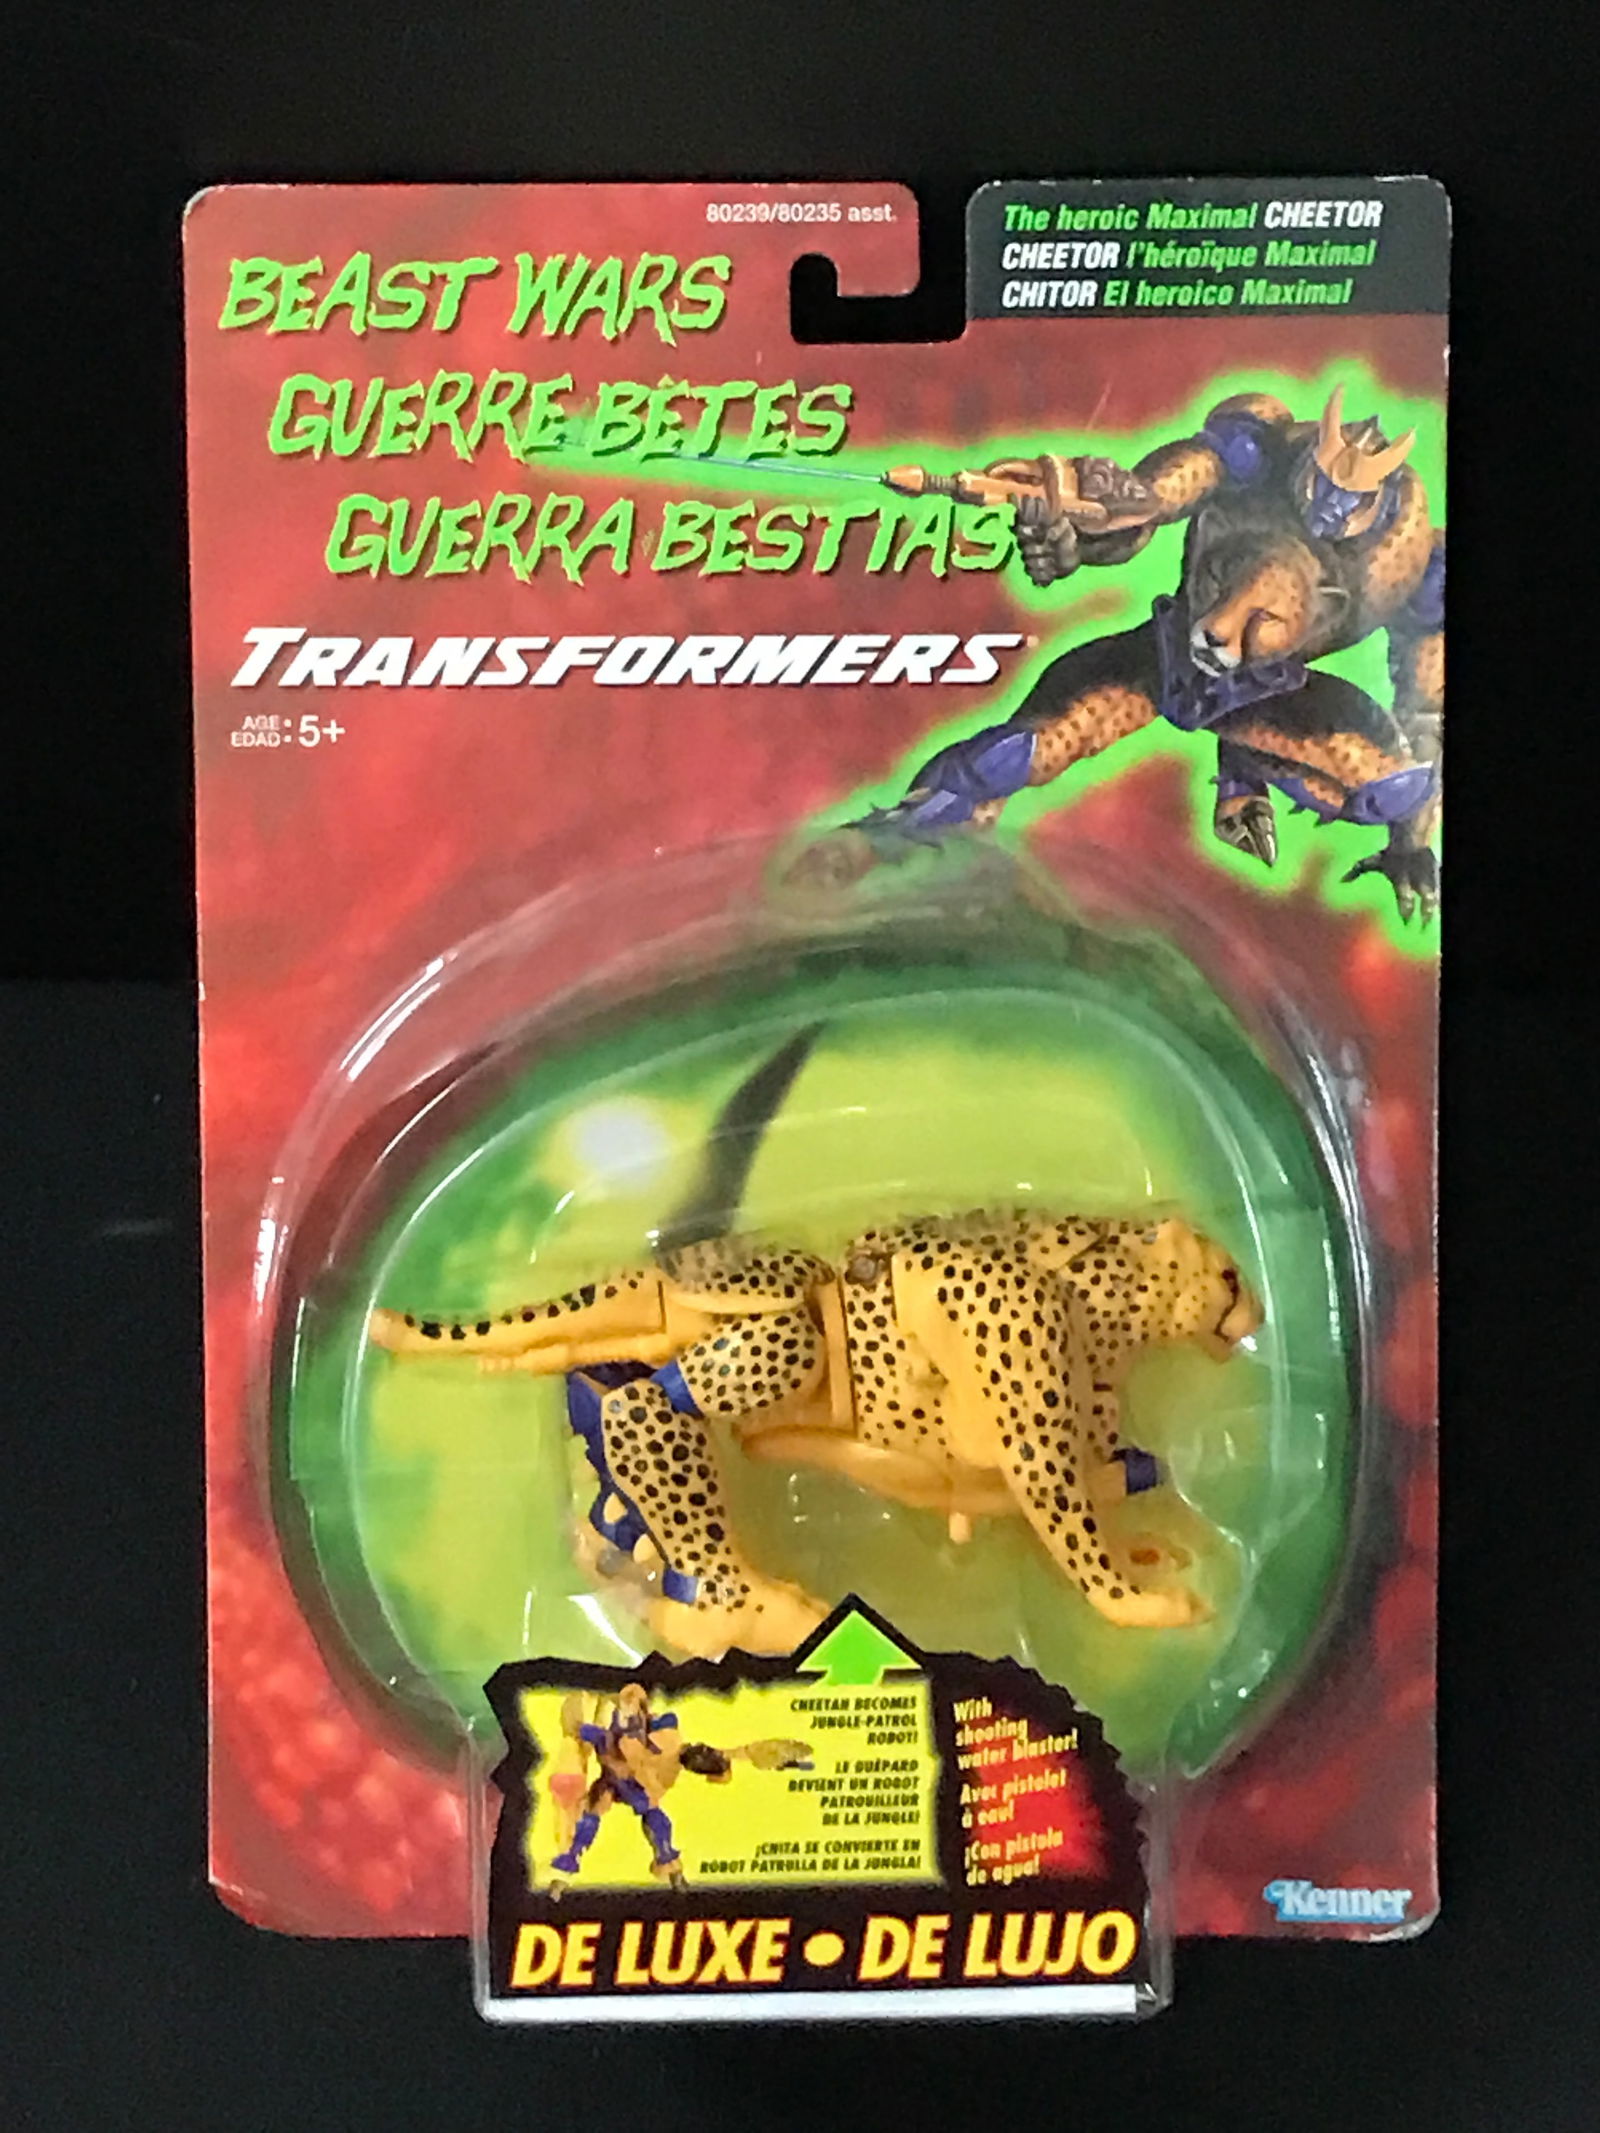 80239/80235 asst.
The heroic Maximal CHEETOR
CHEETOR l'héroïque Maximal
CHITOR El heroico Maximal
BEAST WARS
GUERRE BÊTES
GUERRA BESTIAS
TRANSFORMERS
AGE:
EDAD: 5+
CHEETAH BECOMES
JUNGLE-PATROL
ROBOT!
LE GUÉPARD
DEVIENT UN ROBOT
PATROUILLEUR
DE LA JUNGLE!
¡CHITA SE CONVIERTE EN
ROBOT PATRULLA DE LA JUNGLA!
With
shooting
water blaster!
Avec pistolet
à eau!
¡Con pistola
de agua!
Kenner
DE LUXE • DE LUJO